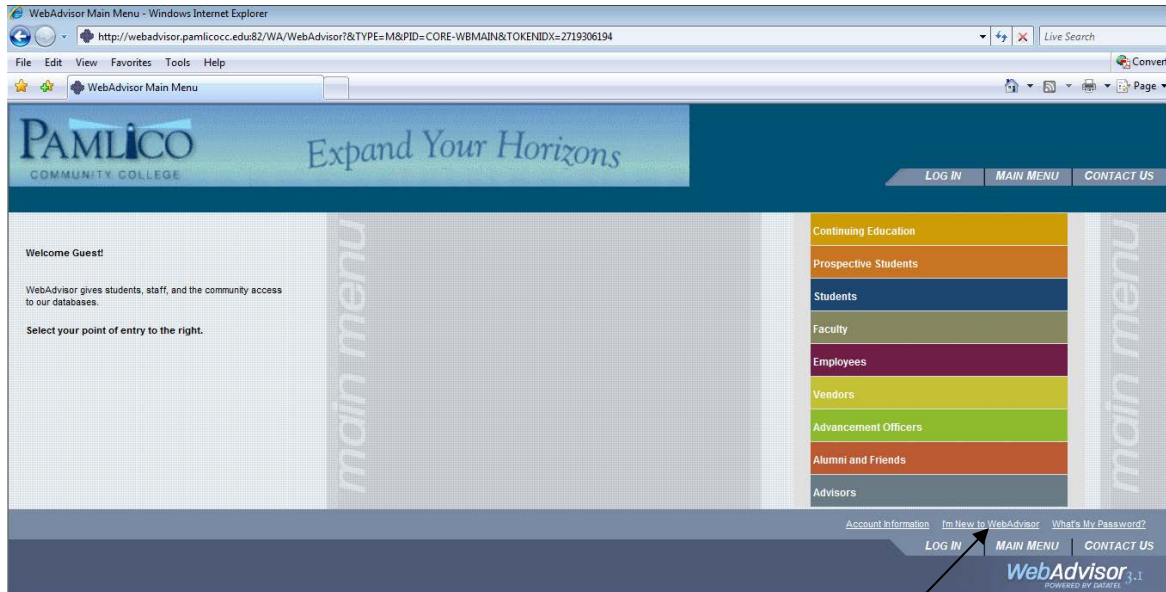 WebAdvisor Main Menu - Windows Internet Explorer
http://webadvisor.pamlicocc.edu:82/WA/WebAdvisor?&TYPE=M&PID=CORE-WBMAIN&TOKENIDX=2719306194
Live Search
File Edit View Favorites Tools Help
Convert
WebAdvisor Main Menu
Page
PAMLICO
COMMUNITY COLLEGE
Expand Your Horizons
LOG IN MAIN MENU CONTACT US
main menu
main menu
Welcome Guest!
WebAdvisor gives students, staff, and the community access
to our databases.
Select your point of entry to the right.
Continuing Education
Prospective Students
Students
Faculty
Employees
Vendors
Advancement Officers
Alumni and Friends
Advisors
Account Information I'm New to WebAdvisor What's My Password?
LOG IN MAIN MENU CONTACT US
WebAdvisor 3.1
POWERED BY DATATEL